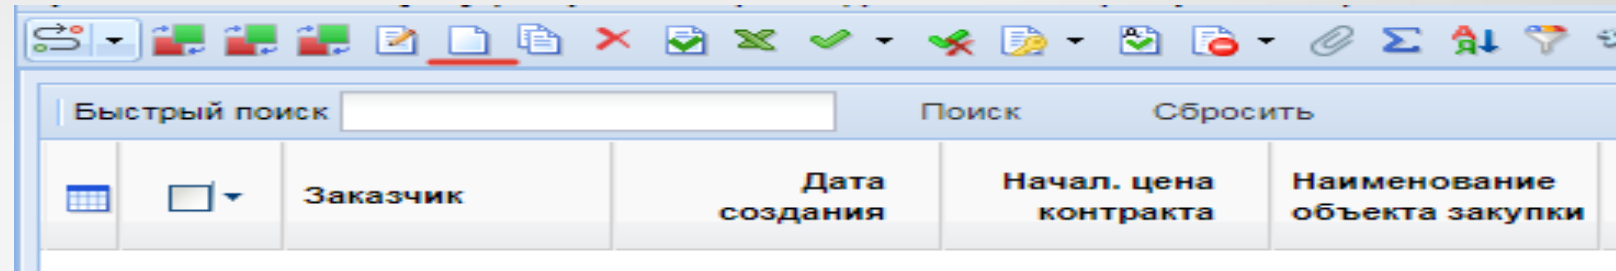 Быстрый поиск Поиск Сбросить
Заказчик
Дата
создания
Начал. цена
контракта
Наименование
объекта закупки